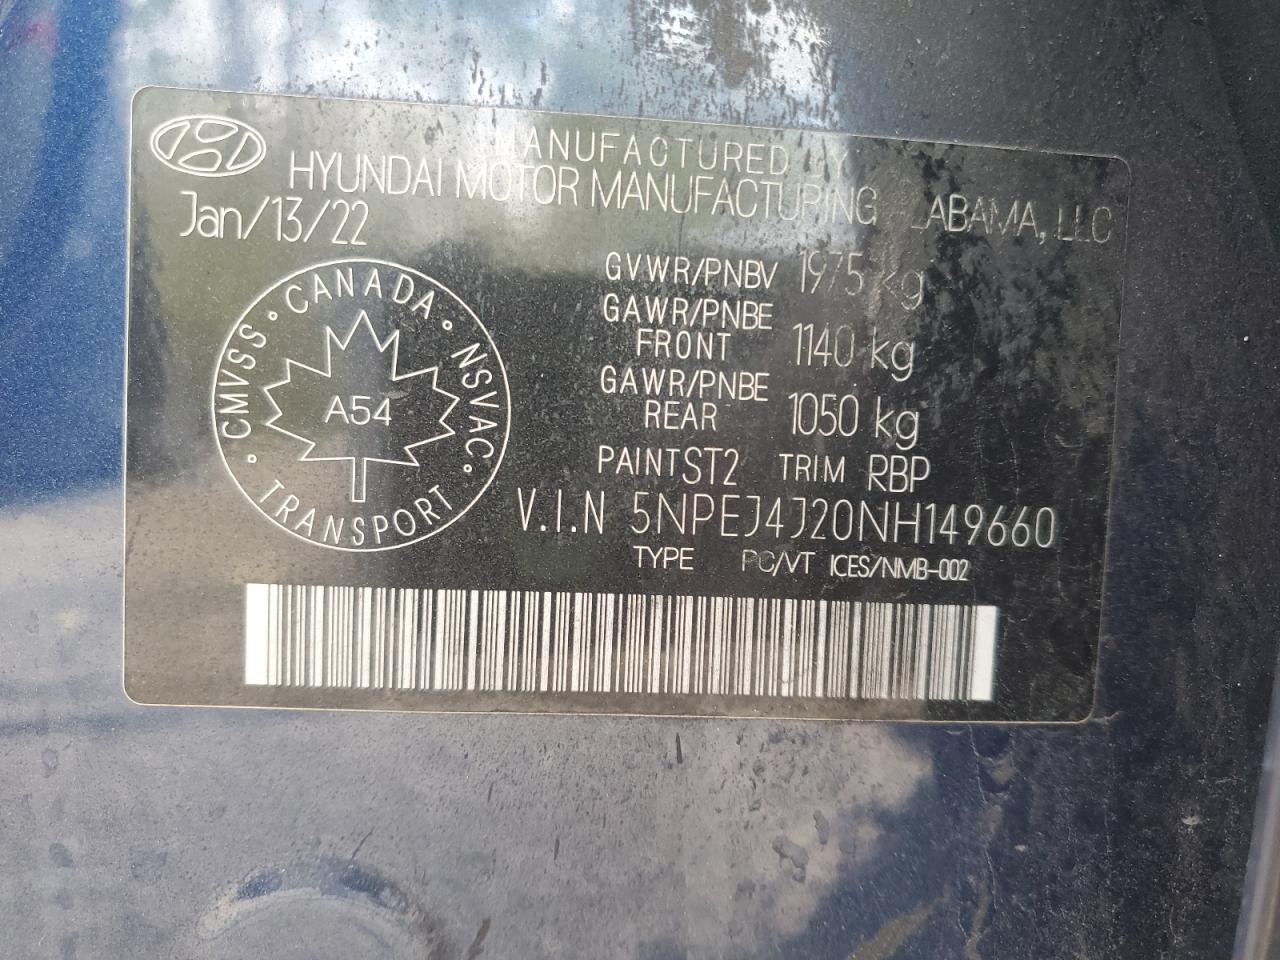 MANUFACTURED BY
HYUNDAI MOTOR MANUFACTURING LABAMA, LLC
Jan/13/22
CMVSS · CANADA · NSVAC · TRANSPORT ·
A54
GVWR/PNBV 1975 kg
GAWR/PNBE
FRONT 1140 kg
GAWR/PNBE
REAR 1050 kg
PAINT ST2 TRIM RBP
V.I.N 5NPEJ4J20NH149660
TYPE PC/VT ICES/NMB-002